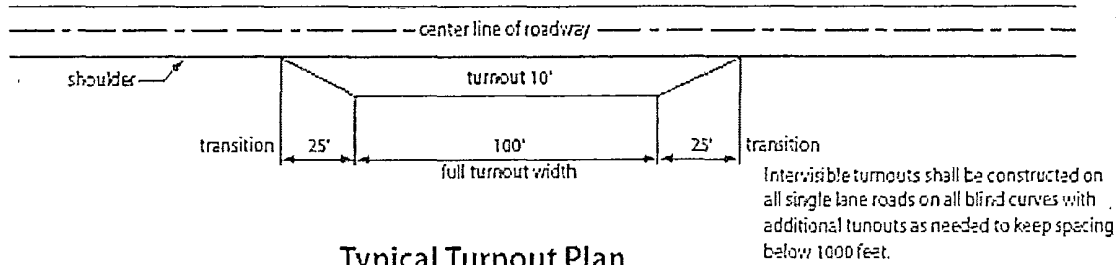 center line of roadway
shoulder
turnout 10'
transition
25'
100'
25'
transition
full turnout width
Intervisible turnouts shall be constructed on
all single lane roads on all blind curves with
additional tunouts as needed to keep spacing
below 1000 feet.
Typical Turnout Plan